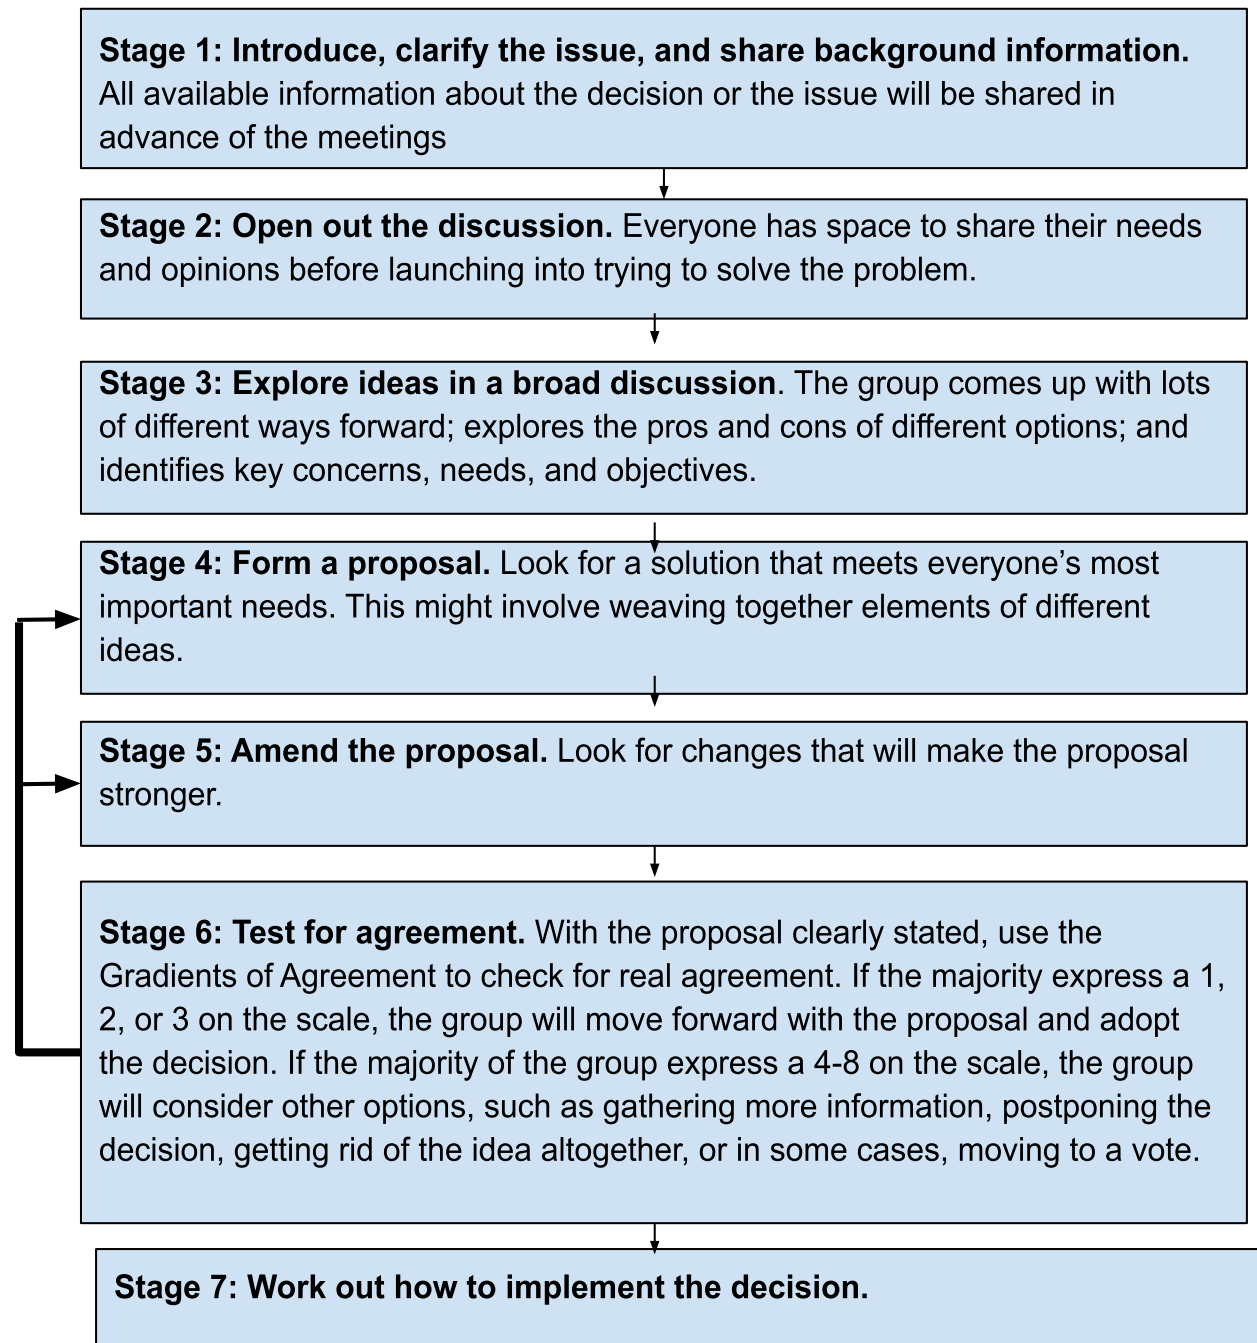 Stage 1: Introduce, clarify the issue, and share background information.
All available information about the decision or the issue will be shared in
advance of the meetings
Stage 2: Open out the discussion. Everyone has space to share their needs
and opinions before launching into trying to solve the problem.
Stage 3: Explore ideas in a broad discussion. The group comes up with lots
of different ways forward; explores the pros and cons of different options; and
identifies key concerns, needs, and objectives.
Stage 4: Form a proposal. Look for a solution that meets everyone’s most
important needs. This might involve weaving together elements of different
ideas.
Stage 5: Amend the proposal. Look for changes that will make the proposal
stronger.
Stage 6: Test for agreement. With the proposal clearly stated, use the
Gradients of Agreement to check for real agreement. If the majority express a 1,
2, or 3 on the scale, the group will move forward with the proposal and adopt
the decision. If the majority of the group express a 4-8 on the scale, the group
will consider other options, such as gathering more information, postponing the
decision, getting rid of the idea altogether, or in some cases, moving to a vote.
Stage 7: Work out how to implement the decision.